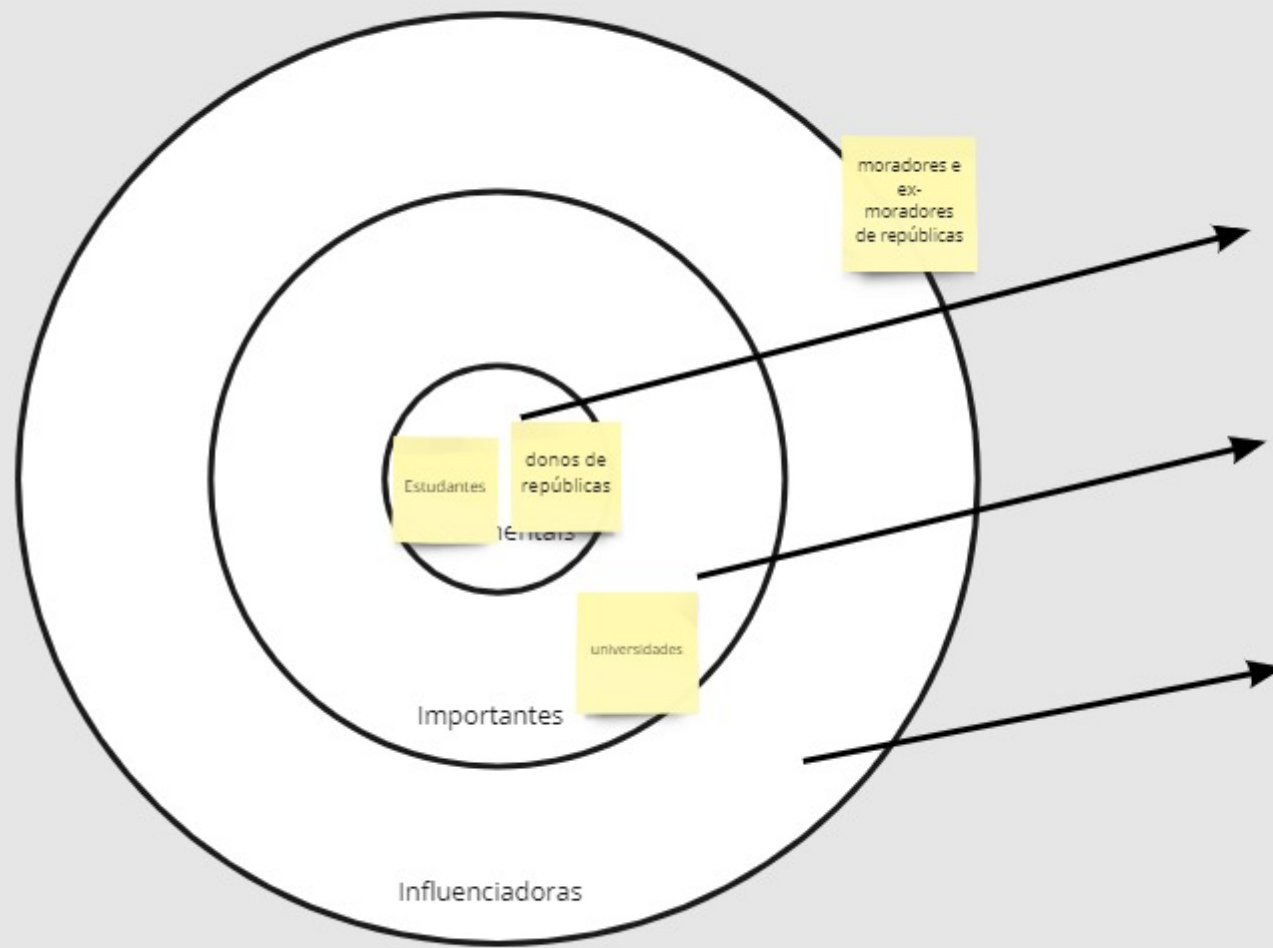 moradores e
ex-
moradores
de repúblicas
Estudantes
donos de
repúblicas
universidades
Importantes
Influenciadoras